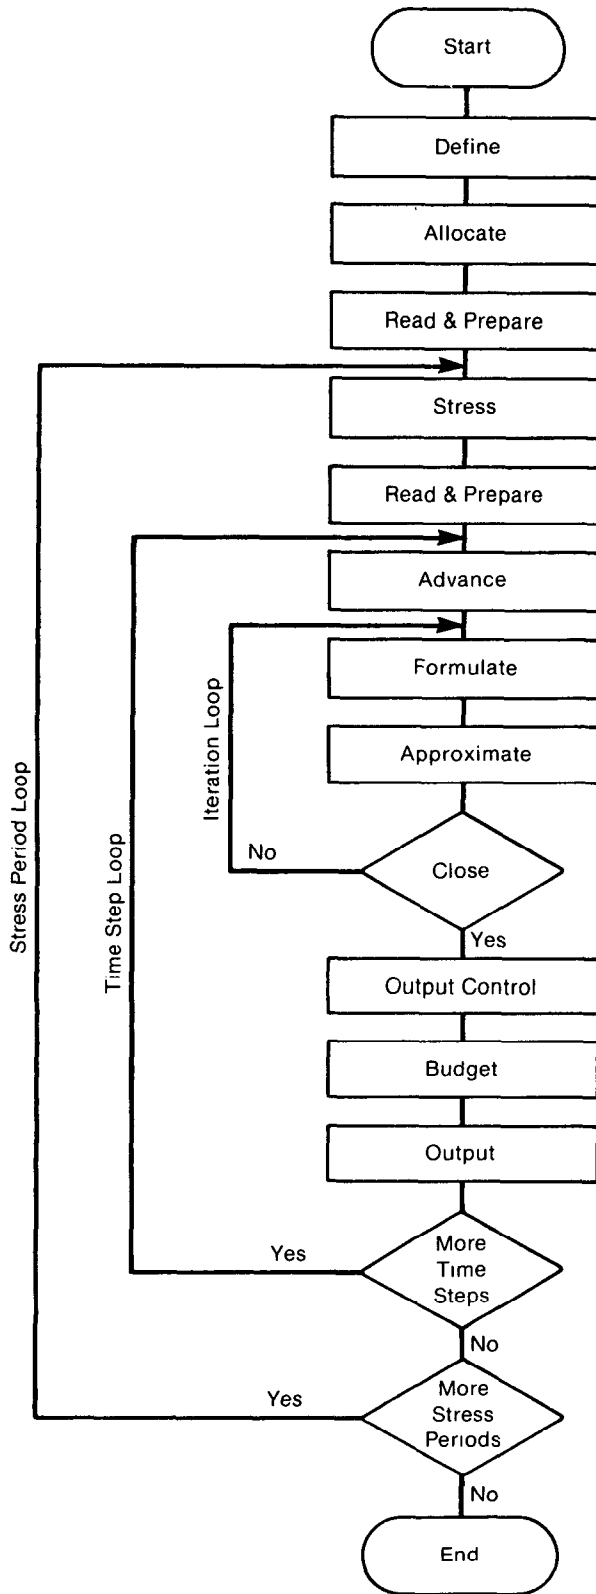 Start
Define
Allocate
Read & Prepare
Stress
Read & Prepare
Advance
Formulate
Approximate
Iteration Loop
No
Close
Stress Period Loop
Time Step Loop
Yes
Output Control
Budget
Output
Yes
More
Time
Steps
No
Yes
More
Stress
Periods
No
End